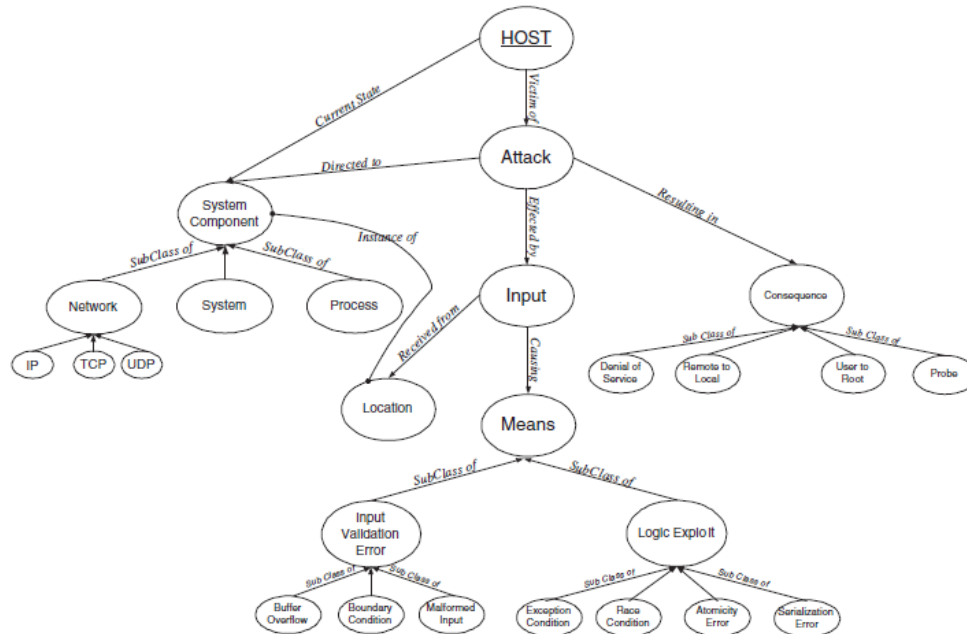 HOST
Current State
Victim of
Attack
Directed to
Resulting in
System
Component
Instance of
Effected by
SubClass of
SubClass of
Network
System
Process
Input
Consequence
Received from
Causing
Sub Class of
Sub Class of
IP
TCP
UDP
Denial of
Service
Remote to
Local
User to
Root
Probe
Location
Means
SubClass of
SubClass of
Input
Validation
Error
Logic Exploit
Sub Class of
Sub Class of
Sub Class of
Sub Class of
Buffer
Overflow
Boundary
Condition
Malformed
Input
Exception
Condition
Race
Condition
Atomicity
Error
Serialization
Error